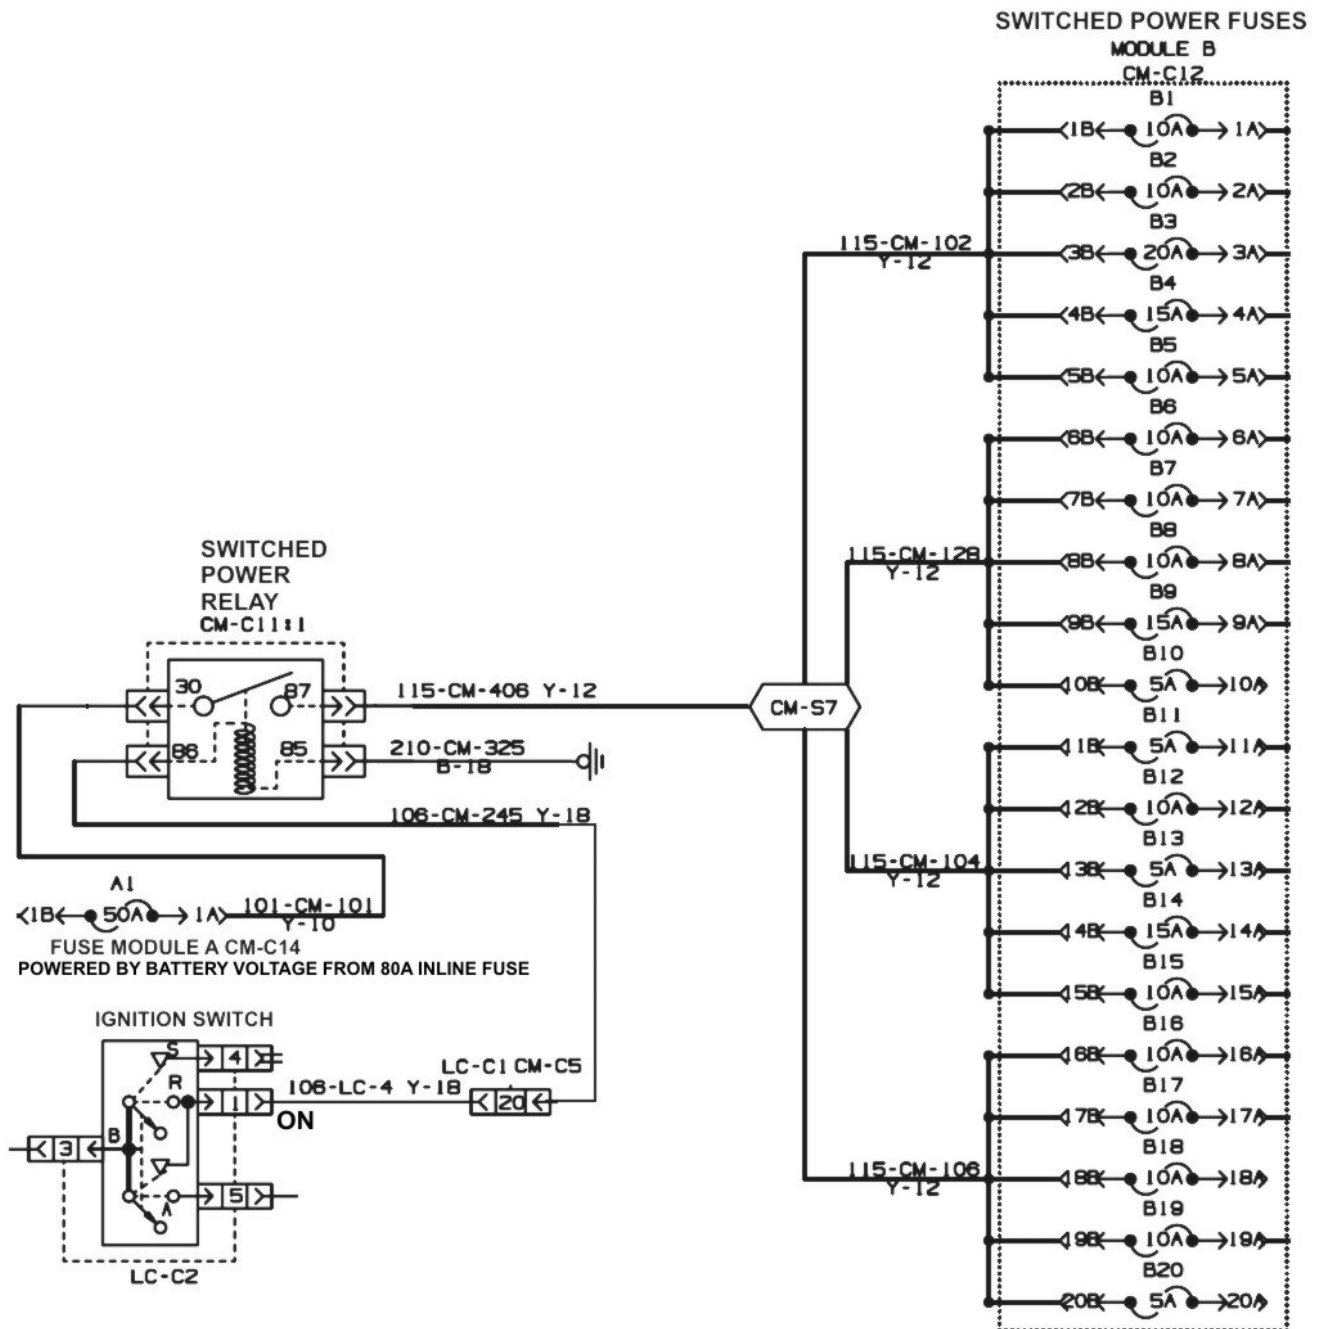 SWITCHED POWER FUSES
MODULE B
CM-C12
B1
1B 10A 1A
B2
2B 10A 2A
B3
3B 20A 3A
B4
4B 15A 4A
B5
5B 10A 5A
B6
6B 10A 6A
B7
7B 10A 7A
B8
8B 10A 8A
B9
9B 15A 9A
B10
10B 5A 10A
B11
11B 5A 11A
B12
12B 10A 12A
B13
13B 5A 13A
B14
14B 15A 14A
B15
15B 10A 15A
B16
16B 10A 16A
B17
17B 10A 17A
B18
18B 10A 18A
B19
19B 10A 19A
B20
20B 5A 20A
115-CM-102
Y-12
115-CM-128
Y-12
115-CM-104
Y-12
115-CM-106
Y-12
CM-S7
SWITCHED
POWER
RELAY
CM-C11:1
30 87
86 85
115-CM-406 Y-12
210-CM-325
B-18
106-CM-245 Y-18
A1
1B 50A 1A
101-CM-101
Y-10
FUSE MODULE A CM-C14
POWERED BY BATTERY VOLTAGE FROM 80A INLINE FUSE
IGNITION SWITCH
S 4
R 1
B 3
A 5
106-LC-4 Y-18
ON
LC-C1 CM-C5
20
LC-C2